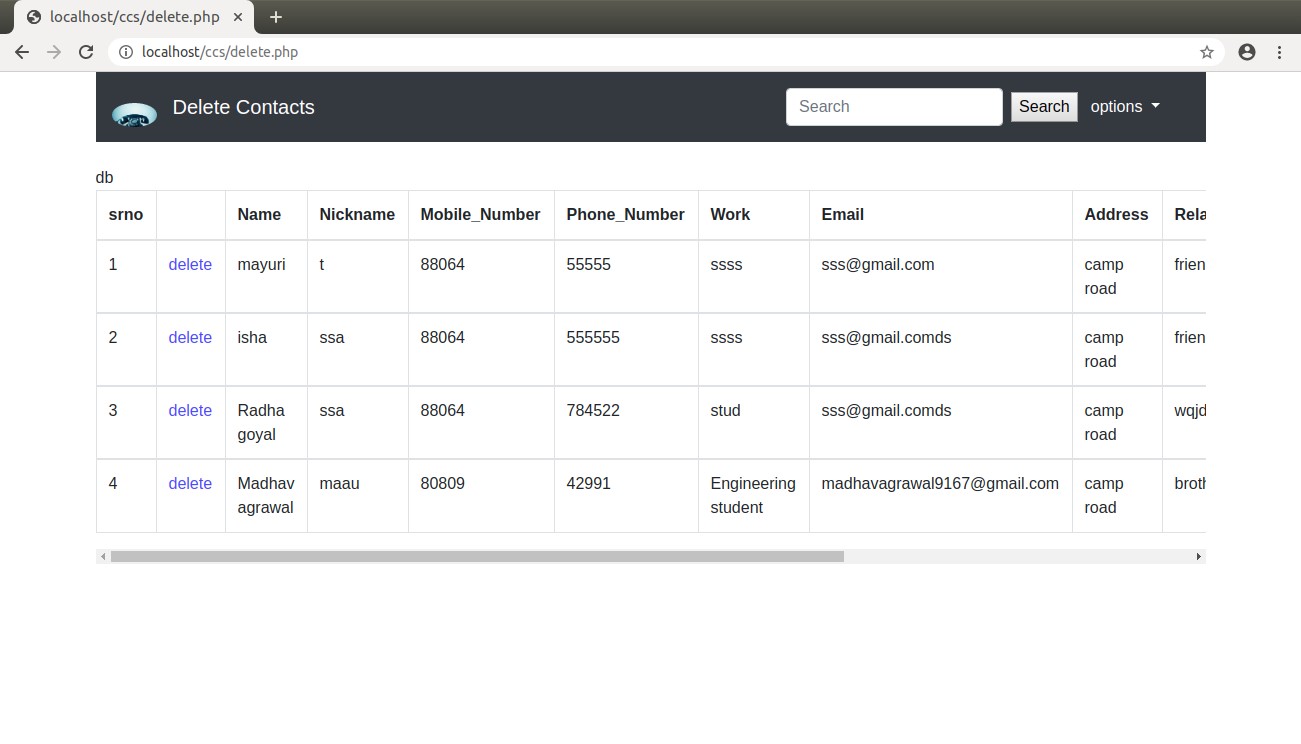 localhost/ccs/delete.php
localhost/ccs/delete.php
Delete Contacts Search Search options
db
srno Name Nickname Mobile_Number Phone_Number Work Email Address Rela
1 delete mayuri t 88064 55555 ssss sss@gmail.com camp frien
road
2 delete isha ssa 88064 555555 ssss sss@gmail.comds camp frien
road
3 delete Radha ssa 88064 784522 stud sss@gmail.comds camp wqjd
goyal road
4 delete Madhav maau 80809 42991 Engineering madhavagrawal9167@gmail.com camp broth
agrawal student road